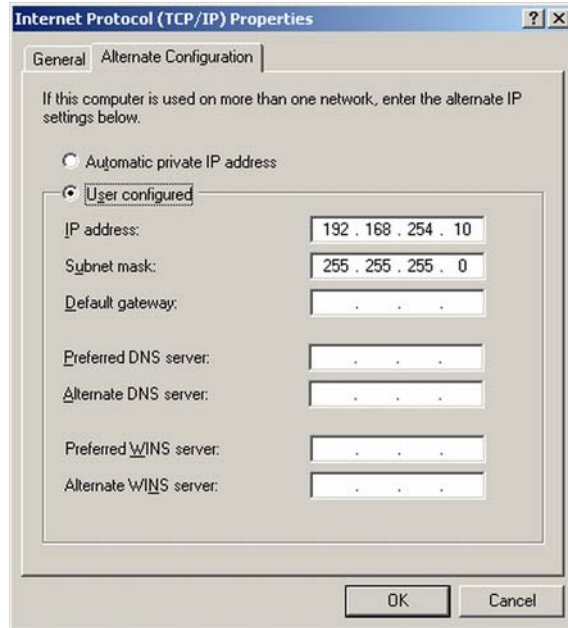 Internet Protocol (TCP/IP) Properties
General
Alternate Configuration
If this computer is used on more than one network, enter the alternate IP
settings below.
Automatic private IP address
User configured
IP address: 192 . 168 . 254 . 10
Subnet mask: 255 . 255 . 255 . 0
Default gateway: . . .
Preferred DNS server: . . .
Alternate DNS server: . . .
Preferred WINS server: . . .
Alternate WINS server: . . .
OK
Cancel